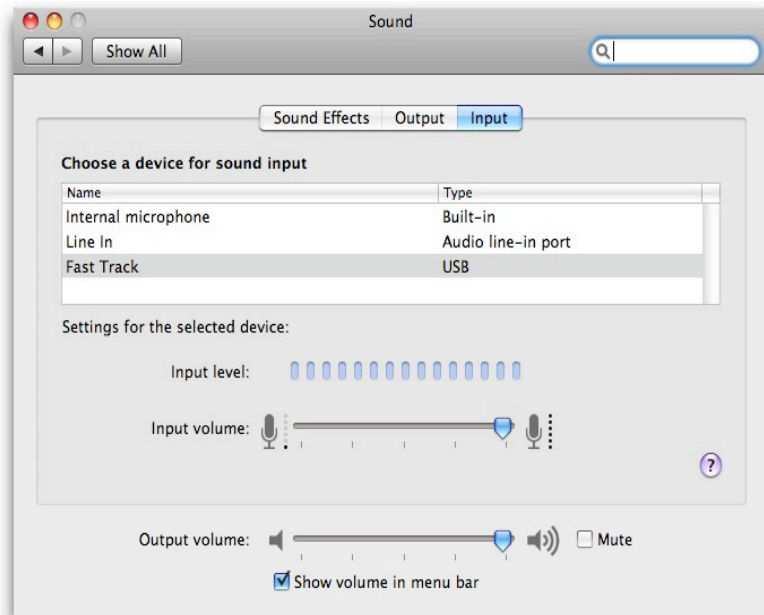 Sound
Show All
Sound Effects Output Input
Choose a device for sound input
Name Type
Internal microphone Built-in
Line In Audio line-in port
Fast Track USB
Settings for the selected device:
Input level:
Input volume:
?
Output volume: Mute
Show volume in menu bar